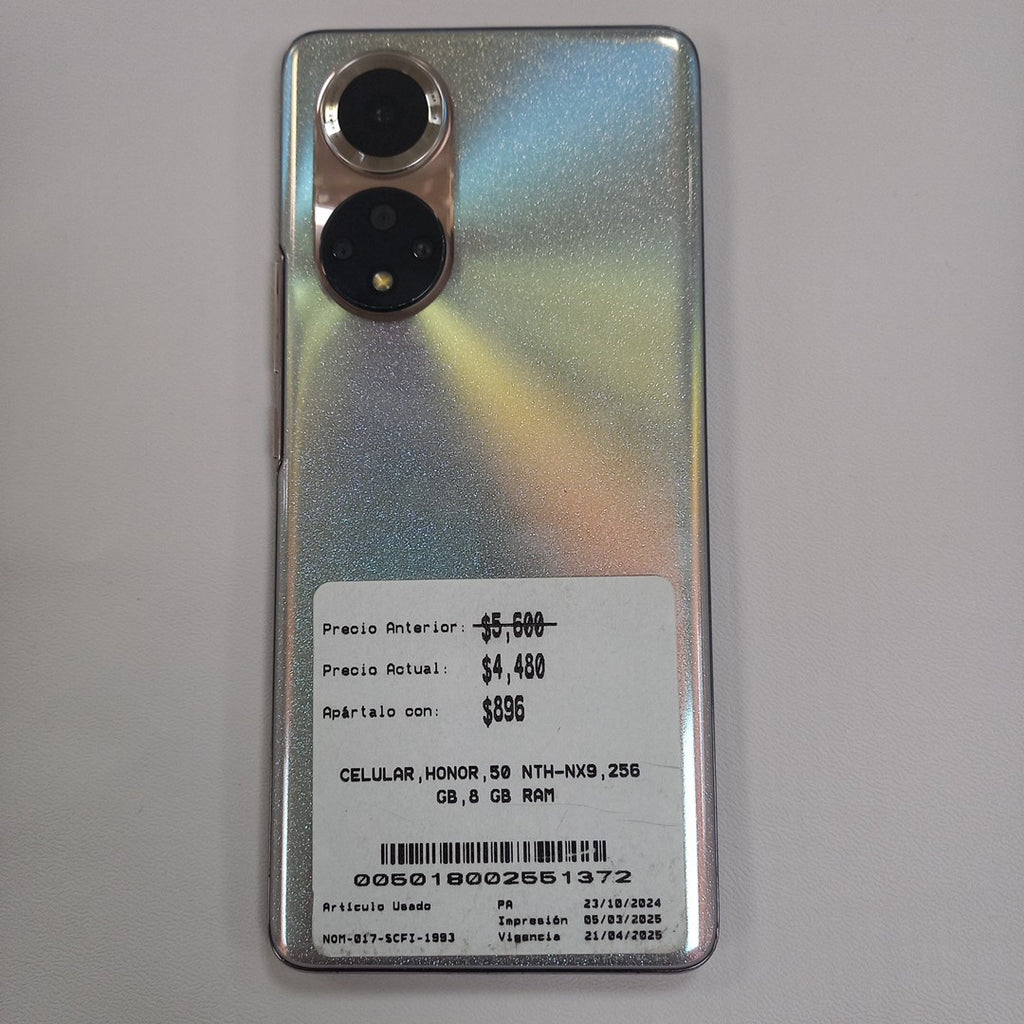 Precio Anterior: $5,600
Precio Actual: $4,480
Apártalo con: $896
CELULAR,HONOR,50 NTH-NX9,256
GB,8 GB RAM
005018002551372
Artículo Usado PA 23/10/2024
Impresión 05/03/2025
NOM-017-SCFI-1993 Vigencia 21/04/2025